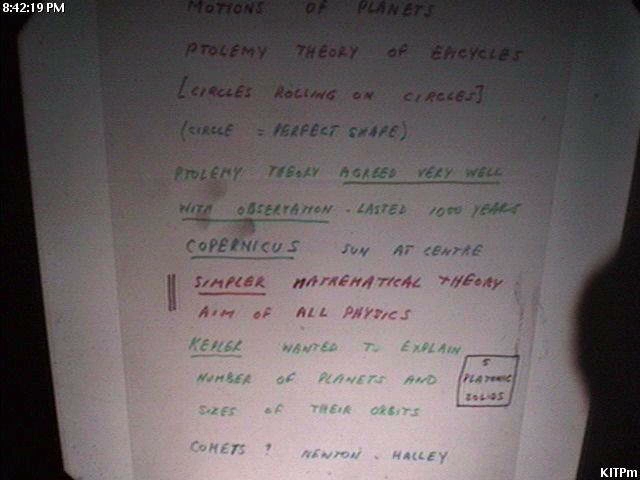 8:42:19 PM
MOTIONS OF PLANETS
PTOLEMY THEORY OF EPICYCLES
[CIRCLES ROLLING ON CIRCLES]
(CIRCLE = PERFECT SHAPE)
PTOLEMY THEORY AGREED VERY WELL
WITH OBSERVATION - LASTED 1000 YEARS
COPERNICUS SUN AT CENTRE
SIMPLER MATHEMATICAL THEORY
AIM OF ALL PHYSICS
KEPLER WANTED TO EXPLAIN
NUMBER OF PLANETS AND
SIZES OF THEIR ORBITS
5
PLATONIC
SOLIDS
COMETS ? NEWTON - HALLEY
KITPm